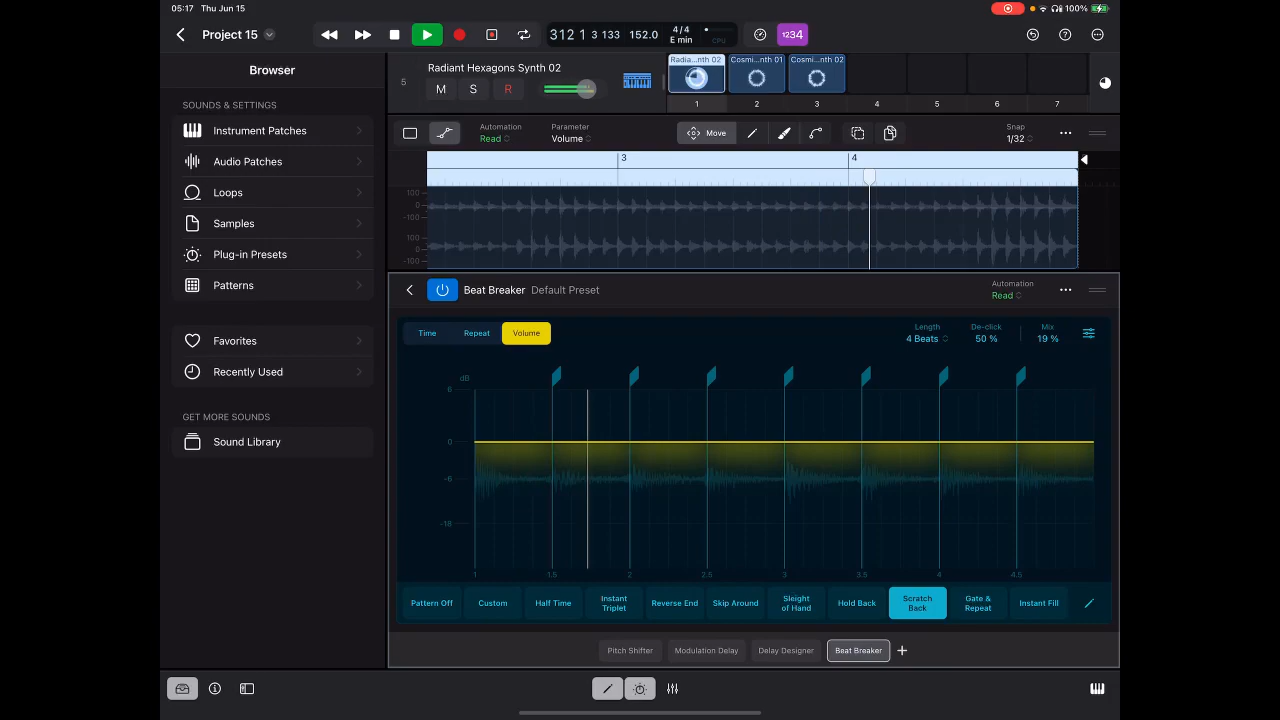 05:17 Thu Jun 15
100%
Project 15
312 1 3 133 152.0
4/4
E min
CPU
1234
Browser
SOUNDS & SETTINGS
Instrument Patches
Audio Patches
Loops
Samples
Plug-in Presets
Patterns
Favorites
Recently Used
GET MORE SOUNDS
Sound Library
5
Radiant Hexagons Synth 02
M S R
Radia...nth 02 Cosmi...nth 01 Cosmi...nth 02
1 2 3 4 5 6 7
Automation
Read
Parameter
Volume
Move
Snap
1/32
3 4
100
0
-100
100
0
-100
Beat Breaker Default Preset
Automation
Read
Time Repeat Volume
Length
4 Beats
De-click
50 %
Mix
19 %
dB
6
0
-6
-18
1 1.5 2 2.5 3 3.5 4 4.5
Pattern Off
Custom
Half Time
Instant
Triplet
Reverse End
Skip Around
Sleight
of Hand
Hold Back
Scratch
Back
Gate &
Repeat
Instant Fill
Pitch Shifter Modulation Delay Delay Designer Beat Breaker